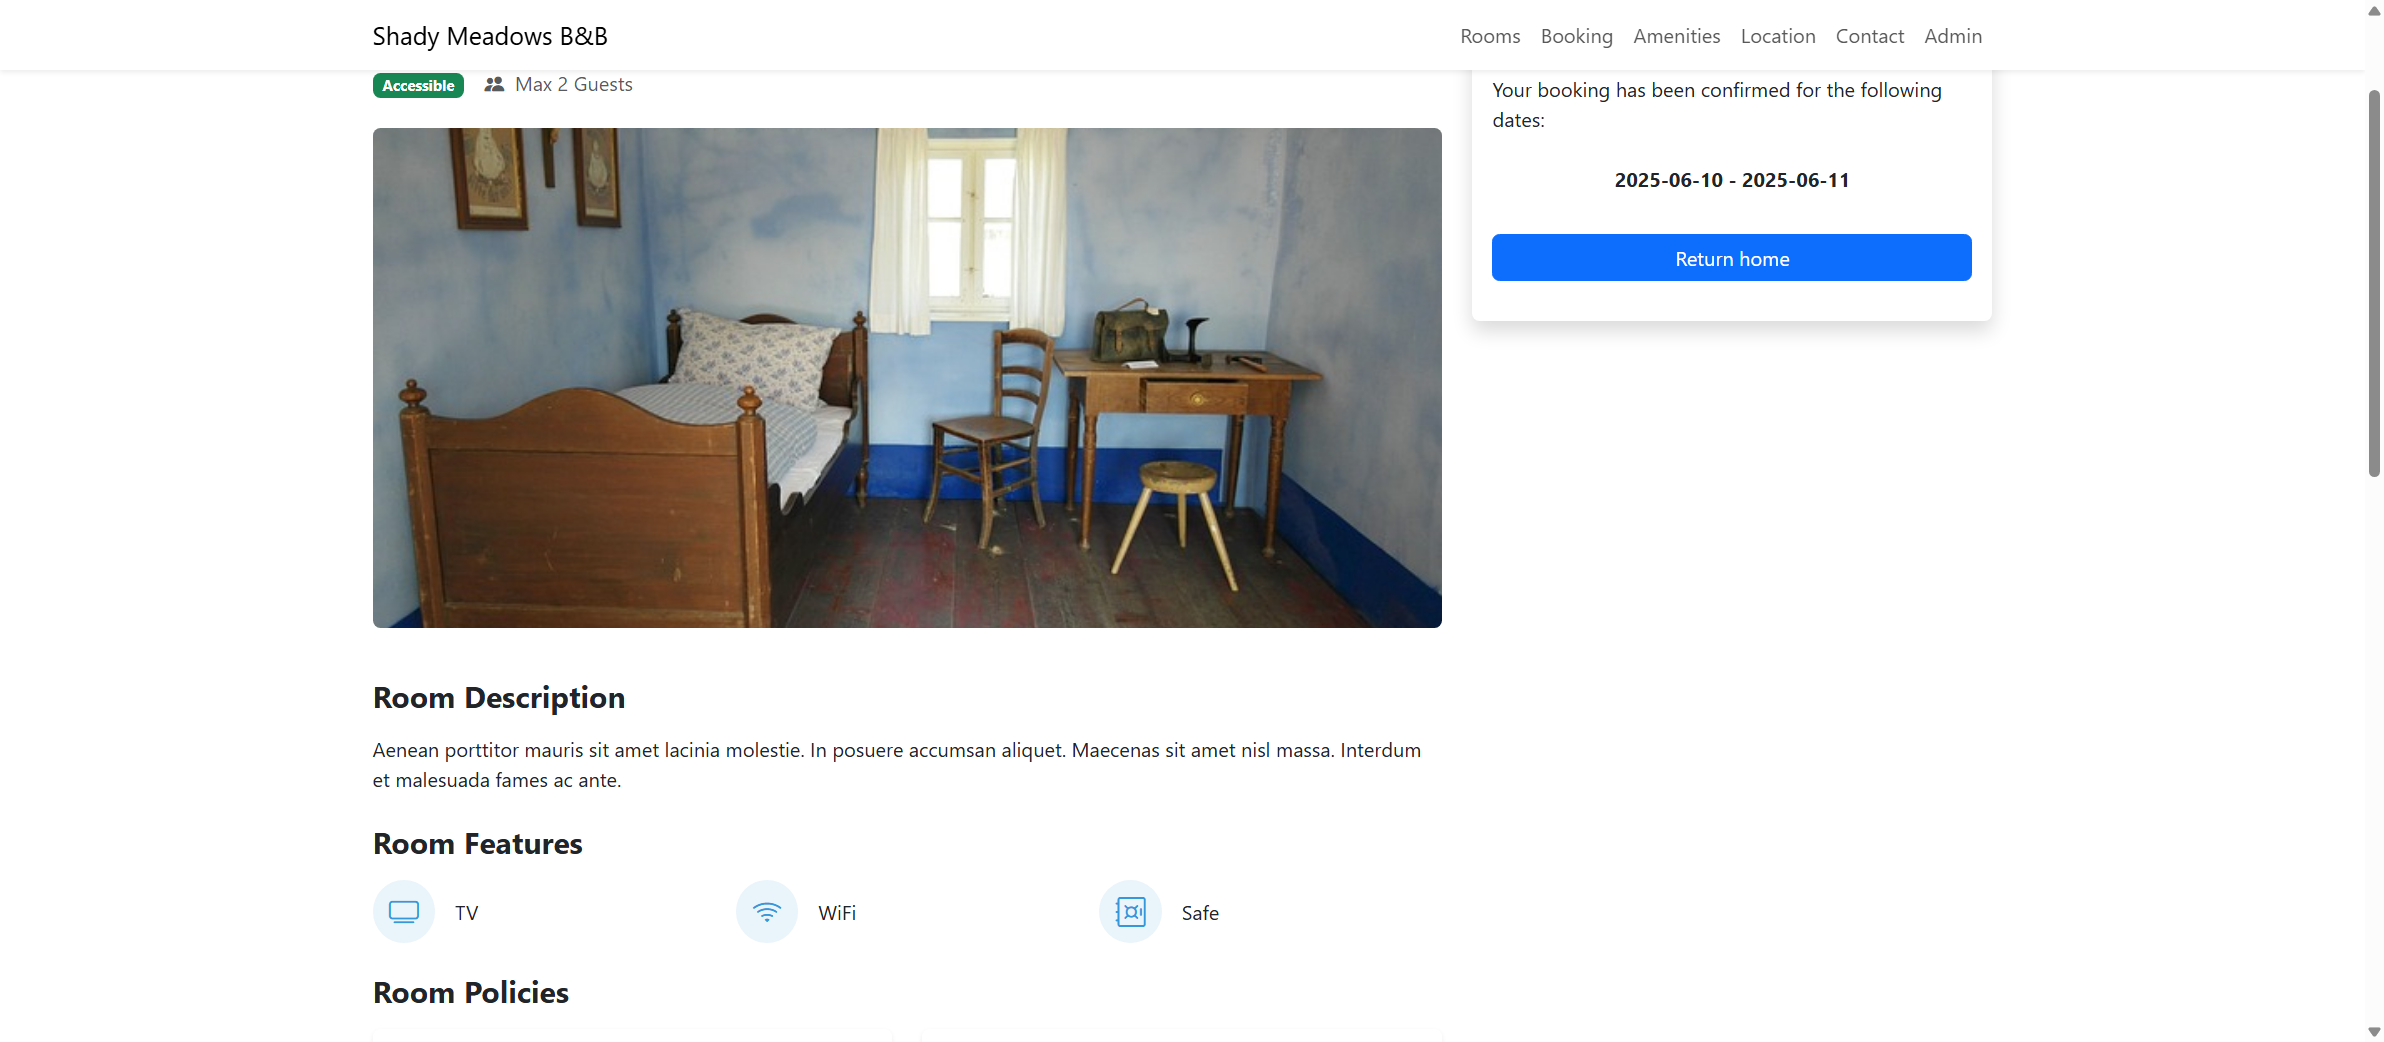 Shady Meadows B&B
Rooms Booking Amenities Location Contact Admin
Accessible
Max 2 Guests
Your booking has been confirmed for the following
dates:
2025-06-10 - 2025-06-11
Return home
Room Description
Aenean porttitor mauris sit amet lacinia molestie. In posuere accumsan aliquet. Maecenas sit amet nisl massa. Interdum
et malesuada fames ac ante.
Room Features
TV
WiFi
Safe
Room Policies